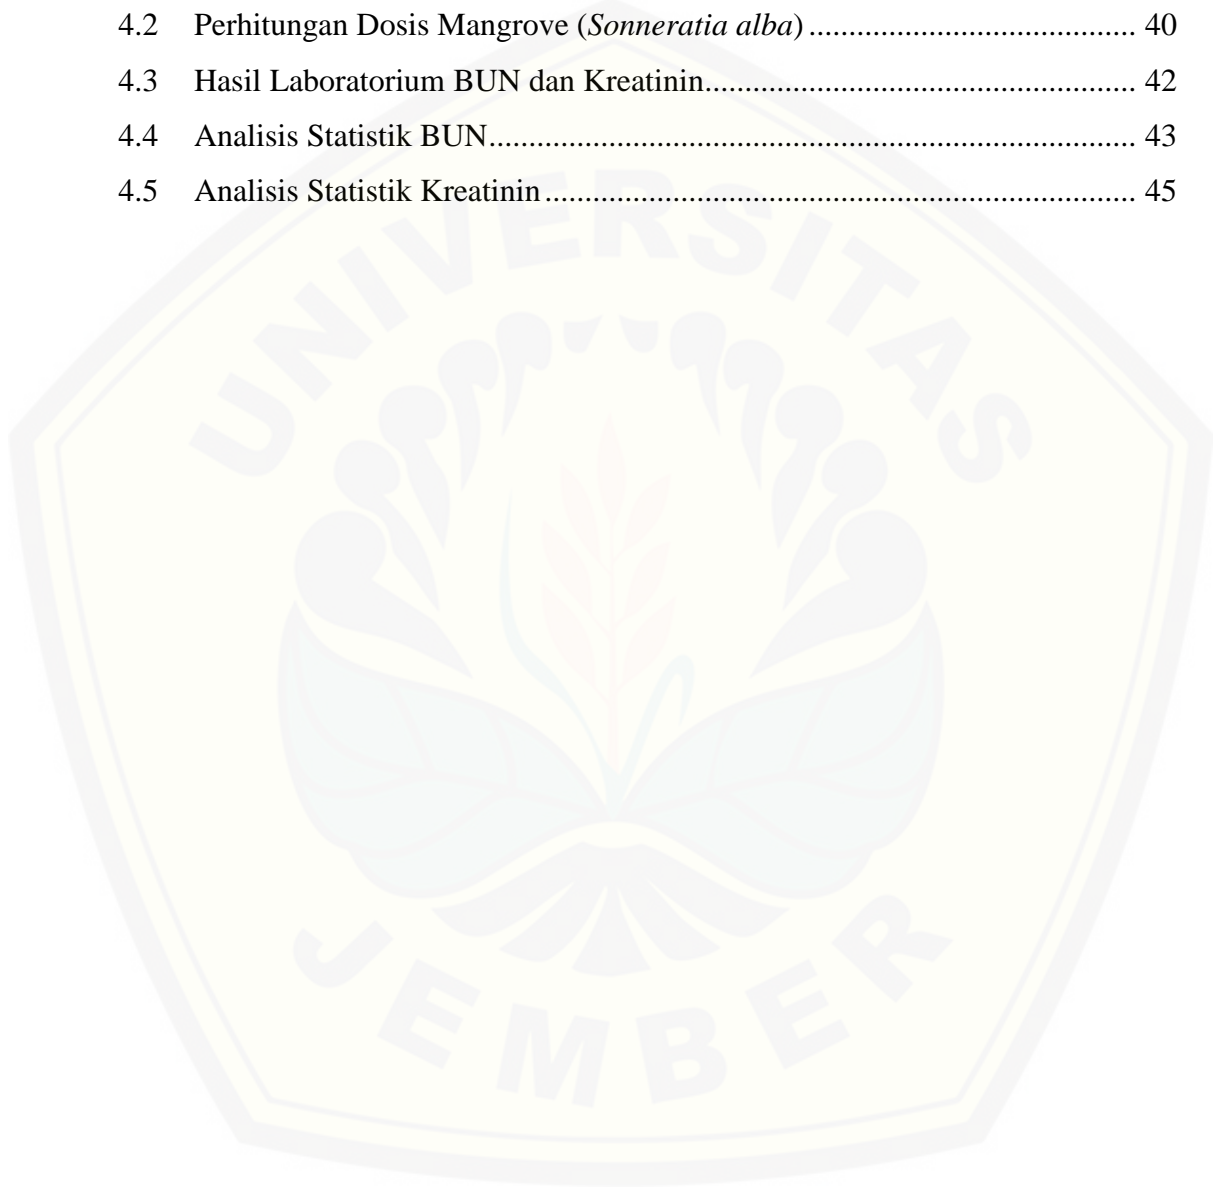 4.2 Perhitungan Dosis Mangrove (Sonneratia alba) ...................................... 40
4.3 Hasil Laboratorium BUN dan Kreatinin.................................................. 42
4.4 Analisis Statistik BUN............................................................................ 43
4.5 Analisis Statistik Kreatinin ..................................................................... 45
UNIVERSITAS
JEMBER